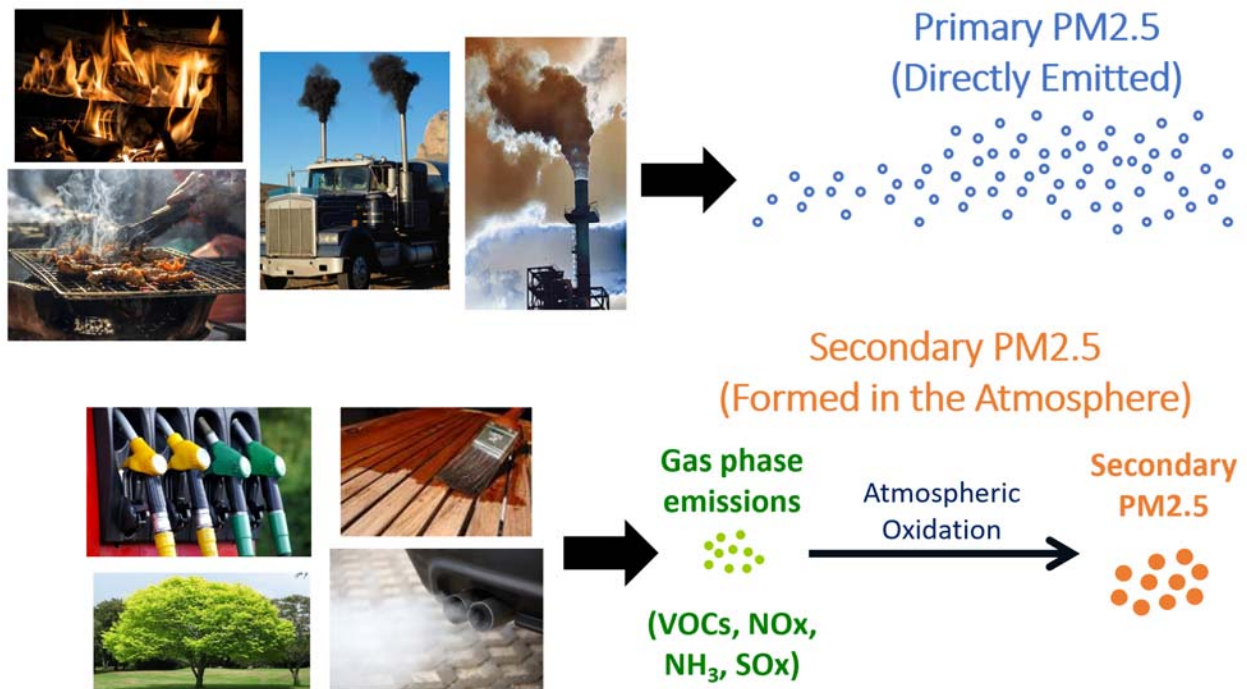 Primary PM2.5
(Directly Emitted)
Secondary PM2.5
(Formed in the Atmosphere)
Gas phase
emissions
(VOCs, NOx,
NH₃, SOx)
Atmospheric
Oxidation
Secondary
PM2.5